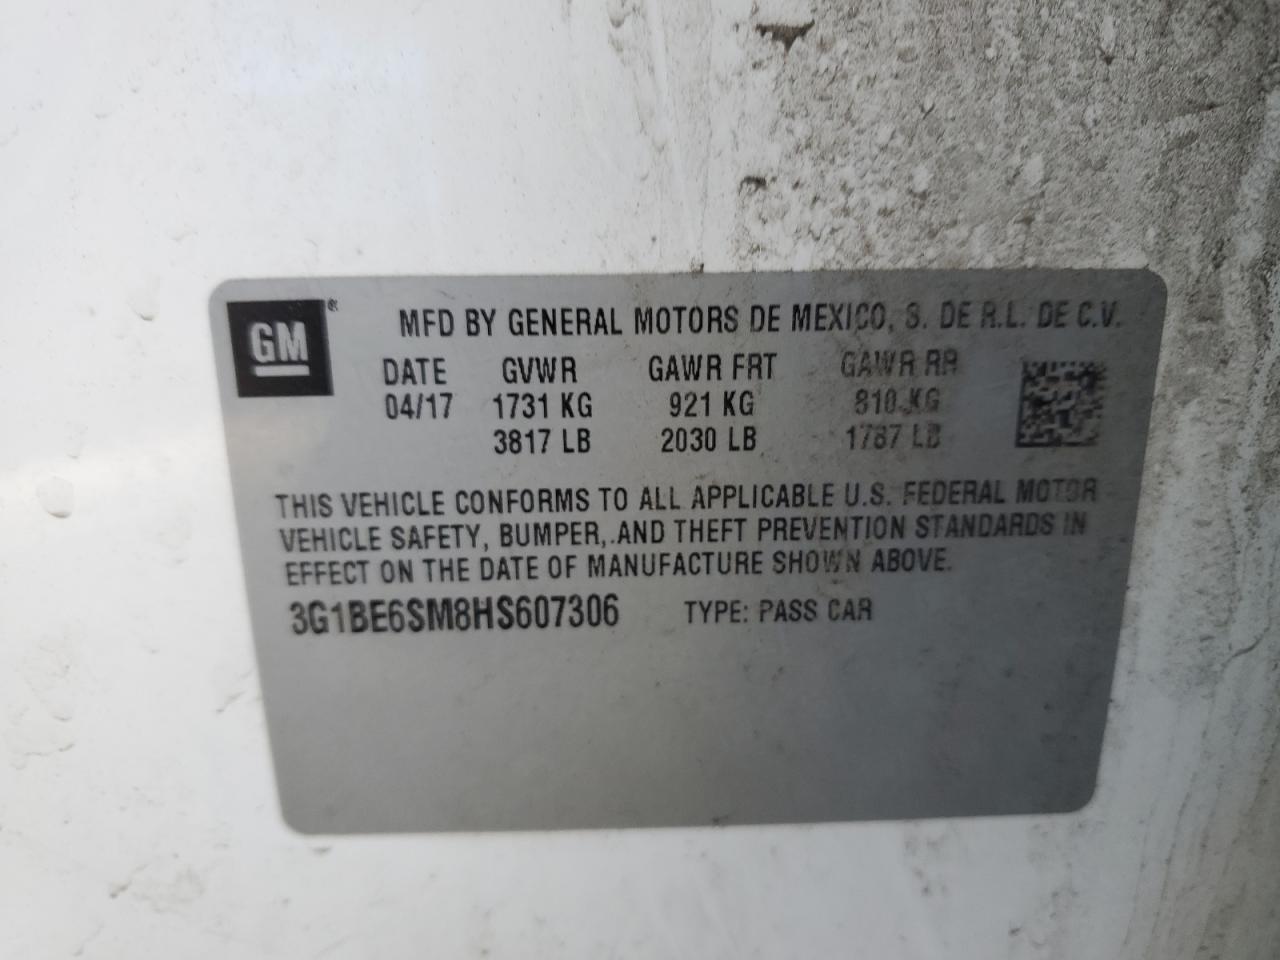 GM ®
MFD BY GENERAL MOTORS DE MEXICO, S. DE R.L. DE C.V.
DATE GVWR GAWR FRT GAWR RR
04/17 1731 KG 921 KG 810 KG
3817 LB 2030 LB 1787 LB
THIS VEHICLE CONFORMS TO ALL APPLICABLE U.S. FEDERAL MOTOR
VEHICLE SAFETY, BUMPER, AND THEFT PREVENTION STANDARDS IN
EFFECT ON THE DATE OF MANUFACTURE SHOWN ABOVE.
3G1BE6SM8HS607306 TYPE: PASS CAR